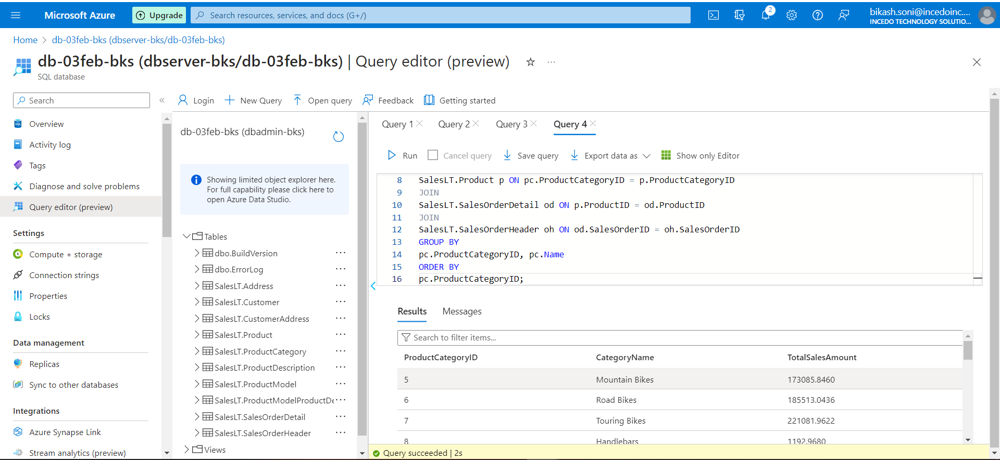 Microsoft Azure
Upgrade
Search resources, services, and docs (G+/)
2
bikash.soni@incedoinc....
INCEDO TECHNOLOGY SOLUTIO...
Home > db-03feb-bks (dbserver-bks/db-03feb-bks)
db-03feb-bks (dbserver-bks/db-03feb-bks) | Query editor (preview)
SQL database
Search
Overview
Activity log
Tags
Diagnose and solve problems
Query editor (preview)
Settings
Compute + storage
Connection strings
Properties
Locks
Data management
Replicas
Sync to other databases
Integrations
Azure Synapse Link
Stream analytics (preview)
Login
New Query
Open query
Feedback
Getting started
db-03feb-bks (dbadmin-bks)
Showing limited object explorer here.
For full capability please click here to
open Azure Data Studio.
Tables
dbo.BuildVersion
dbo.ErrorLog
SalesLT.Address
SalesLT.Customer
SalesLT.CustomerAddress
SalesLT.Product
SalesLT.ProductCategory
SalesLT.ProductDescription
SalesLT.ProductModel
SalesLT.ProductModelProductDe
SalesLT.SalesOrderDetail
SalesLT.SalesOrderHeader
Views
Query 1
Query 2
Query 3
Query 4
Run
Cancel query
Save query
Export data as
Show only Editor
8 SalesLT.Product p ON pc.ProductCategoryID = p.ProductCategoryID
9 JOIN
10 SalesLT.SalesOrderDetail od ON p.ProductID = od.ProductID
11 JOIN
12 SalesLT.SalesOrderHeader oh ON od.SalesOrderID = oh.SalesOrderID
13 GROUP BY
14 pc.ProductCategoryID, pc.Name
15 ORDER BY
16 pc.ProductCategoryID;
Results
Messages
Search to filter items...
ProductCategoryID CategoryName TotalSalesAmount
5 Mountain Bikes 173085.8460
6 Road Bikes 185513.0436
7 Touring Bikes 221081.9622
8 Handlebars 1192.9680
Query succeeded | 2s